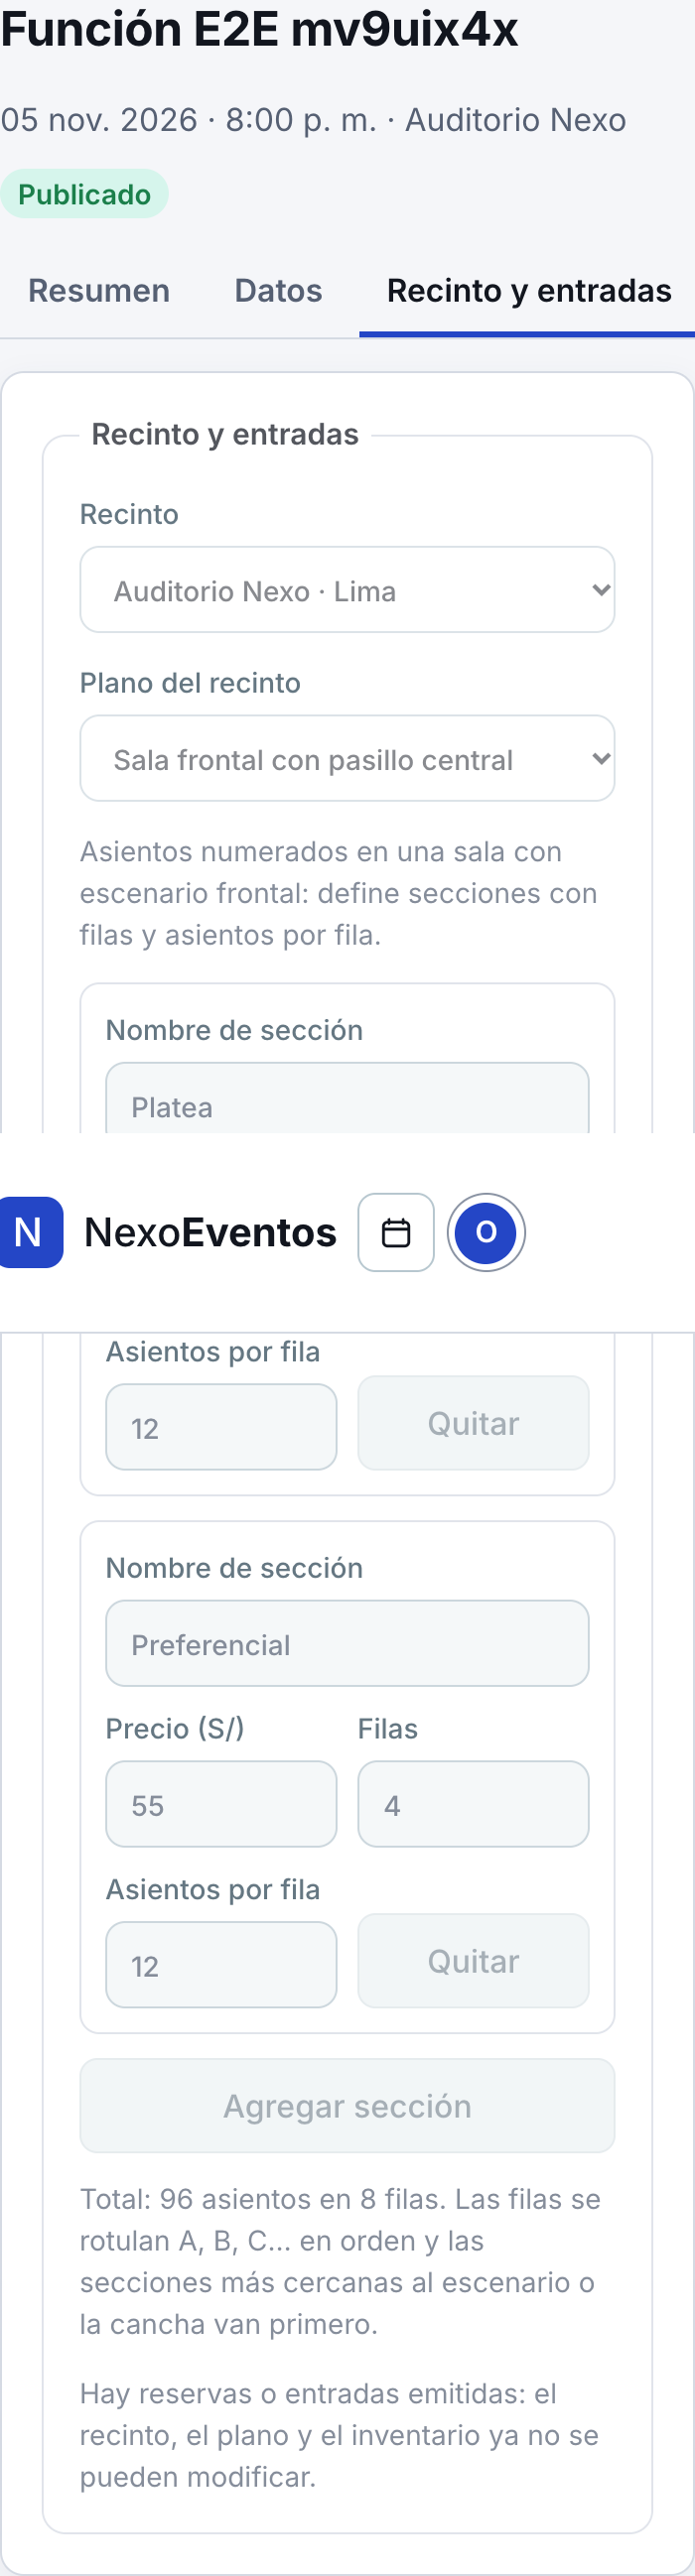 Función E2E mv9uix4x
05 nov. 2026 · 8:00 p. m. · Auditorio Nexo
Publicado
Resumen Datos Recinto y entradas
Recinto y entradas
Recinto
Auditorio Nexo · Lima
Plano del recinto
Sala frontal con pasillo central
Asientos numerados en una sala con
escenario frontal: define secciones con
filas y asientos por fila.
Nombre de sección
Platea
N NexoEventos O
Asientos por fila
12 Quitar
Nombre de sección
Preferencial
Precio (S/) Filas
55 4
Asientos por fila
12 Quitar
Agregar sección
Total: 96 asientos en 8 filas. Las filas se
rotulan A, B, C... en orden y las
secciones más cercanas al escenario o
la cancha van primero.
Hay reservas o entradas emitidas: el
recinto, el plano y el inventario ya no se
pueden modificar.